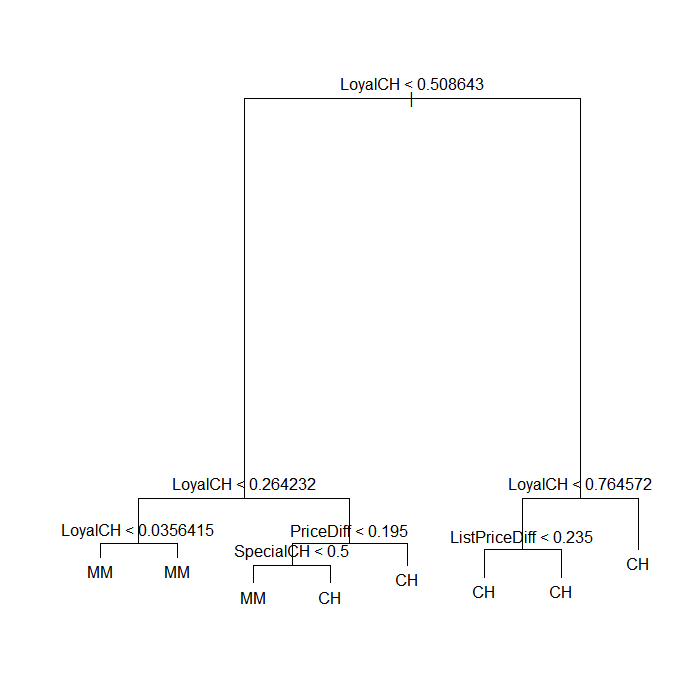 LoyalCH < 0.508643
LoyalCH < 0.264232
LoyalCH < 0.764572
LoyalCH < 0.0356415
PriceDiff < 0.195
ListPriceDiff < 0.235
SpecialCH < 0.5
CH
MM
MM
CH
CH
CH
MM
CH